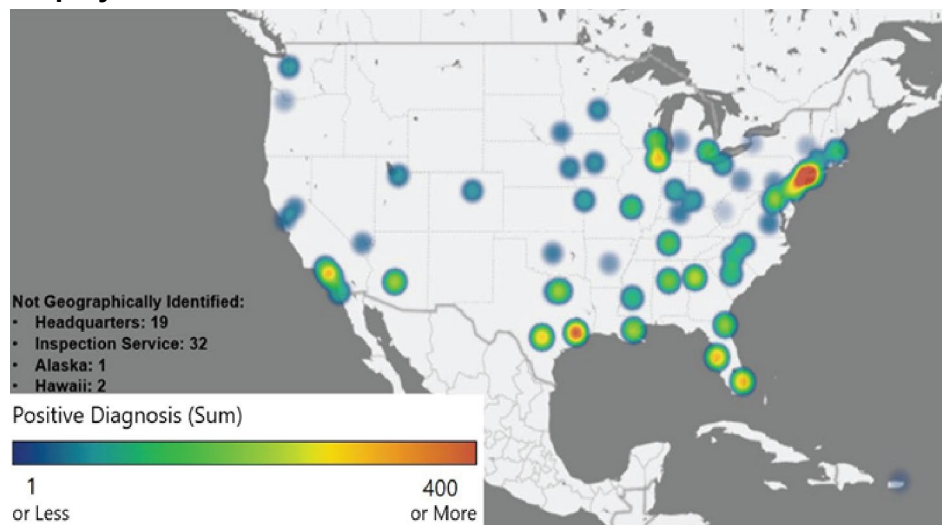 Not Geographically Identified:
• Headquarters: 19
• Inspection Service: 32
• Alaska: 1
• Hawaii: 2
Positive Diagnosis (Sum)
1 400
or Less or More